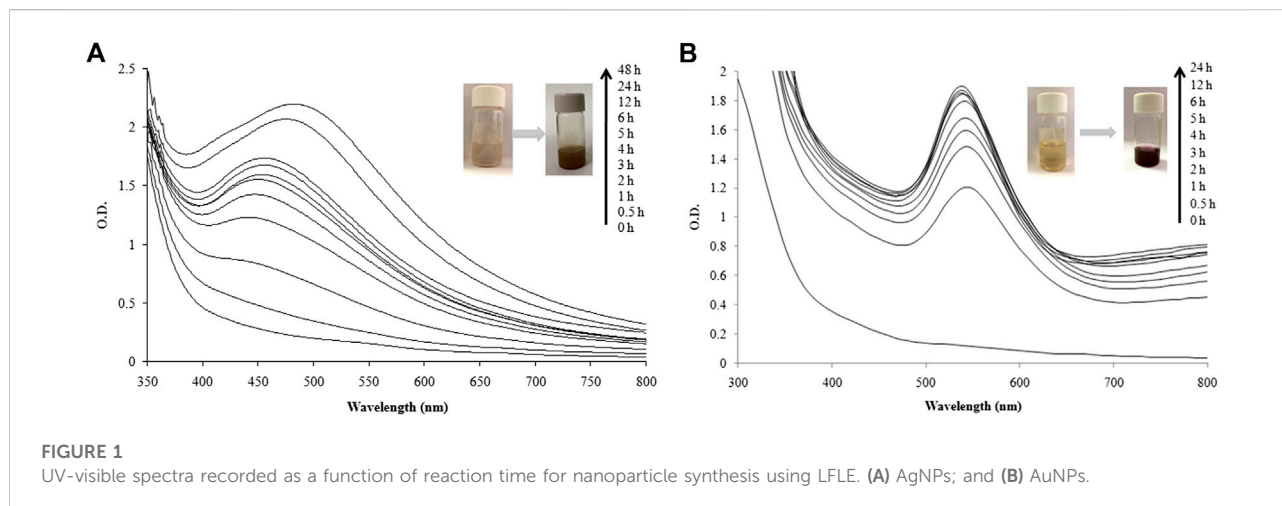 A
2.5
2
1.5
1
0.5
0
O.D.
350 400 450 500 550 600 650 700 750 800
Wavelength (nm)
48 h
24 h
12 h
6 h
5 h
4 h
3 h
2 h
1 h
0.5 h
0 h
B
2
1.8
1.6
1.4
1.2
1
0.8
0.6
0.4
0.2
0
O.D.
300 400 500 600 700 800
Wavelength (nm)
24 h
12 h
6 h
5 h
4 h
3 h
2 h
1 h
0.5 h
0 h
FIGURE 1
UV-visible spectra recorded as a function of reaction time for nanoparticle synthesis using LFLE. (A) AgNPs; and (B) AuNPs.